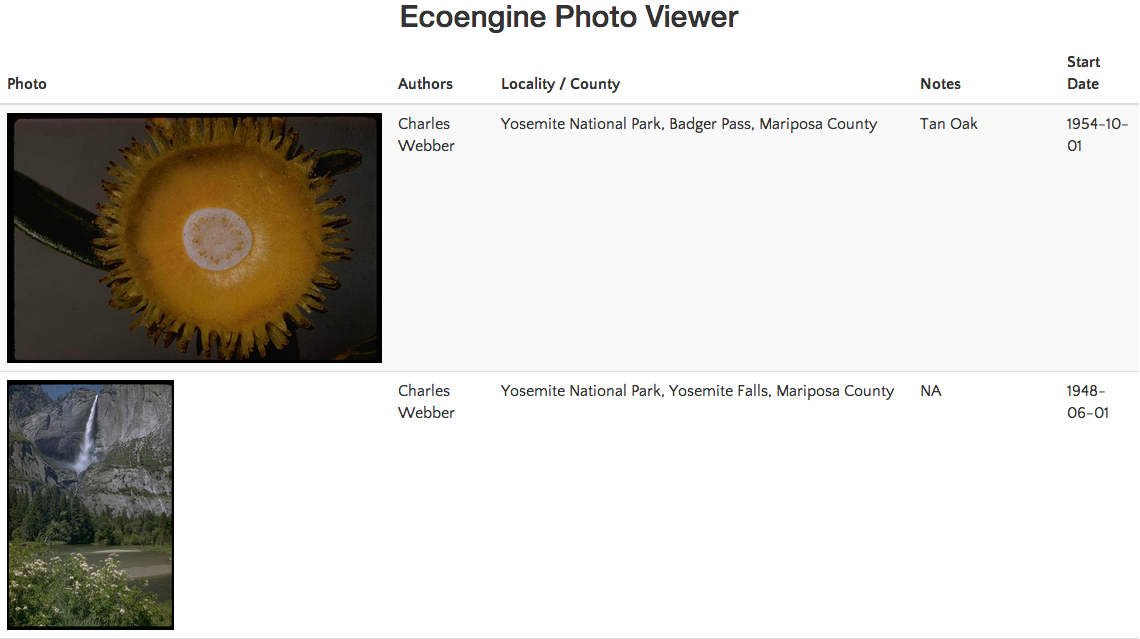 Ecoengine Photo Viewer
Photo Authors Locality / County Notes Start
Date
Charles Yosemite National Park, Badger Pass, Mariposa County Tan Oak 1954-10-
Webber 01
Charles Yosemite National Park, Yosemite Falls, Mariposa County NA 1948-
Webber 06-01